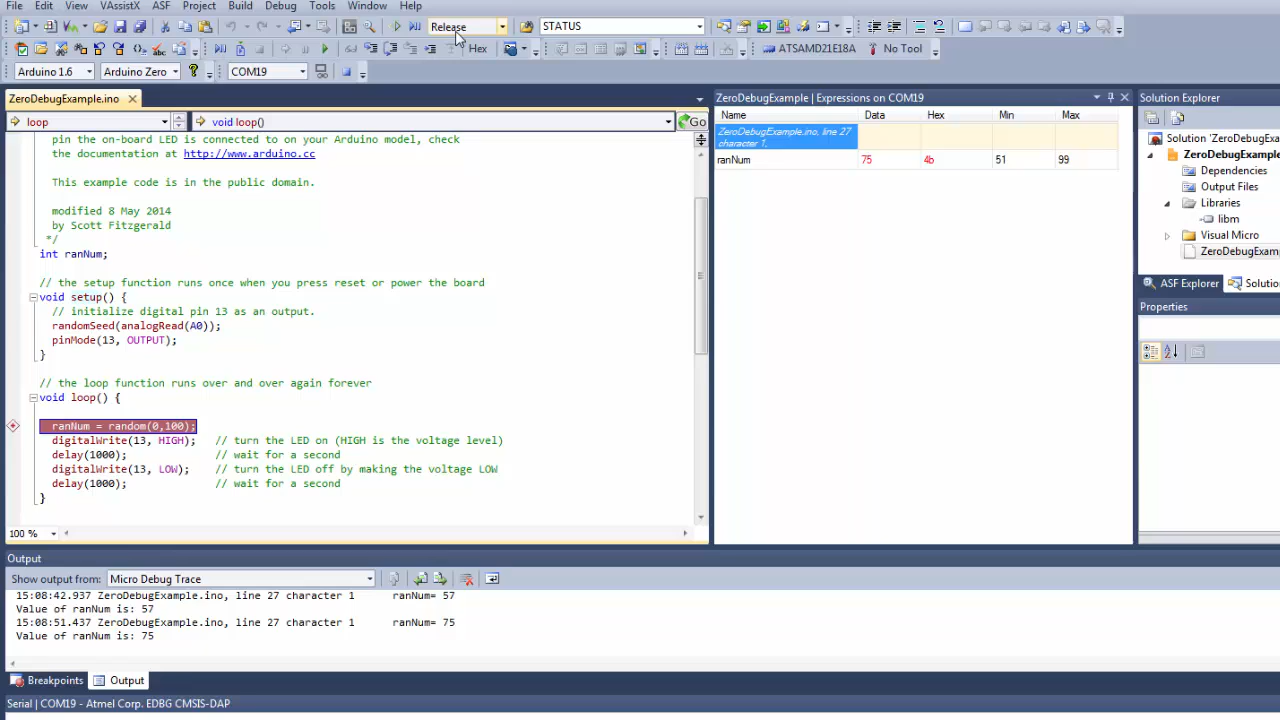 File Edit View VAssistX ASF Project Build Debug Tools Window Help
Release STATUS
Hex ATSAMD21E18A No Tool
Arduino 1.6 Arduino Zero ? COM19
ZeroDebugExample.ino
loop void loop() Go
pin the on-board LED is connected to on your Arduino model, check
the documentation at http://www.arduino.cc
This example code is in the public domain.
modified 8 May 2014
by Scott Fitzgerald
*/
int ranNum;
// the setup function runs once when you press reset or power the board
void setup() {
// initialize digital pin 13 as an output.
randomSeed(analogRead(A0));
pinMode(13, OUTPUT);
}
// the loop function runs over and over again forever
void loop() {
ranNum = random(0,100);
digitalWrite(13, HIGH); // turn the LED on (HIGH is the voltage level)
delay(1000); // wait for a second
digitalWrite(13, LOW); // turn the LED off by making the voltage LOW
delay(1000); // wait for a second
}
100 %
ZeroDebugExample | Expressions on COM19
Name Data Hex Min Max
ZeroDebugExample.ino, line 27
character 1,
ranNum 75 4b 51 99
Solution Explorer
Solution 'ZeroDebugExa
ZeroDebugExample
Dependencies
Output Files
Libraries
libm
Visual Micro
ZeroDebugExamp
ASF Explorer Solutio
Properties
Output
Show output from: Micro Debug Trace
15:08:42.937 ZeroDebugExample.ino, line 27 character 1 ranNum= 57
Value of ranNum is: 57
15:08:51.437 ZeroDebugExample.ino, line 27 character 1 ranNum= 75
Value of ranNum is: 75
Breakpoints Output
Serial | COM19 - Atmel Corp. EDBG CMSIS-DAP